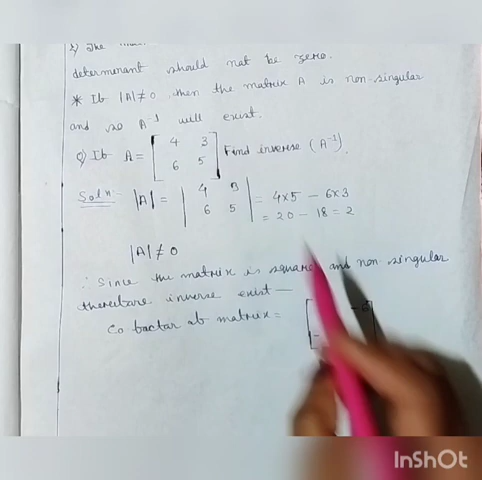 2) The
determinant should not be zero.
* If |A| ≠ 0, then the matrix A is non-singular
and so A⁻¹ will exist.
Q) If A = [4 3
6 5] Find inverse (A⁻¹).
Solⁿ:- |A| = |4 3
6 5| = 4×5 - 6×3
= 20 - 18 = 2
|A| ≠ 0
∴ Since the matrix is square and non singular
therefore inverse exist—
Co factor of matrix =
InShOt